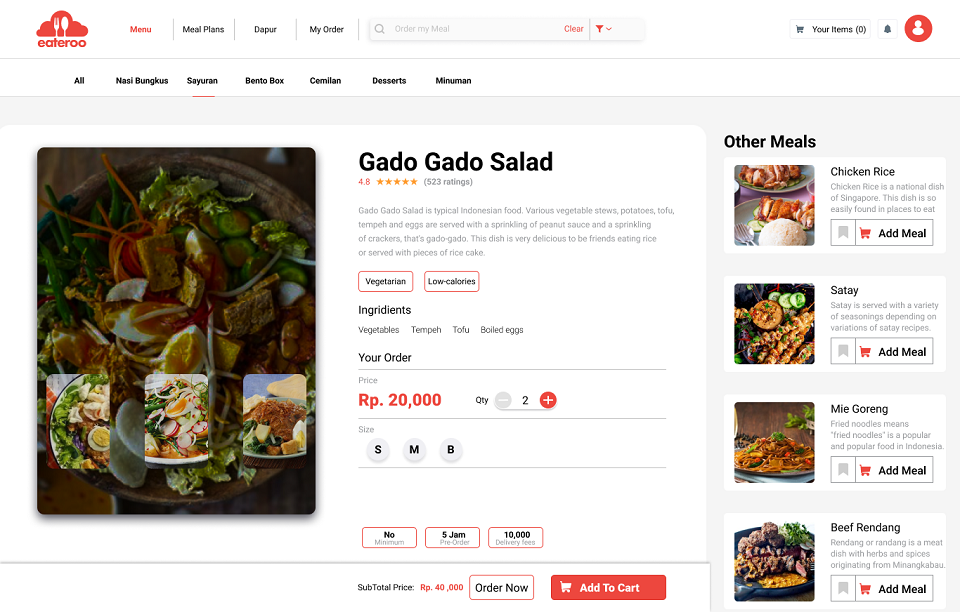 eateroo
Menu
Meal Plans
Dapur
My Order
Order my Meal
Clear
Your Items (0)
All
Nasi Bungkus
Sayuran
Bento Box
Cemilan
Desserts
Minuman
Gado Gado Salad
4.8 ★★★★★ (523 ratings)
Gado Gado Salad is typical Indonesian food. Various vegetable stews, potatoes, tofu,
tempeh and eggs are served with a sprinkling of peanut sauce and a sprinkling
of crackers, that's gado-gado. This dish is very delicious to be friends eating rice
or served with pieces of rice cake.
Vegetarian
Low-calories
Ingridients
Vegetables
Tempeh
Tofu
Boiled eggs
Your Order
Price
Rp. 20,000
Qty
2
Size
S
M
B
No
Minimum
5 Jam
Pre-Order
10,000
Delivery fees
SubTotal Price: Rp. 40 ,000
Order Now
Add To Cart
Other Meals
Chicken Rice
Chicken Rice is a national dish
of Singapore. This dish is so
easily found in places to eat
Add Meal
Satay
Satay is served with a variety
of seasonings depending on
variations of satay recipes.
Add Meal
Mie Goreng
Fried noodles means
"fried noodles" is a popular
and popular food in Indonesia.
Add Meal
Beef Rendang
Rendang or randang is a meat
dish with herbs and spices
originating from Minangkabau.
Add Meal